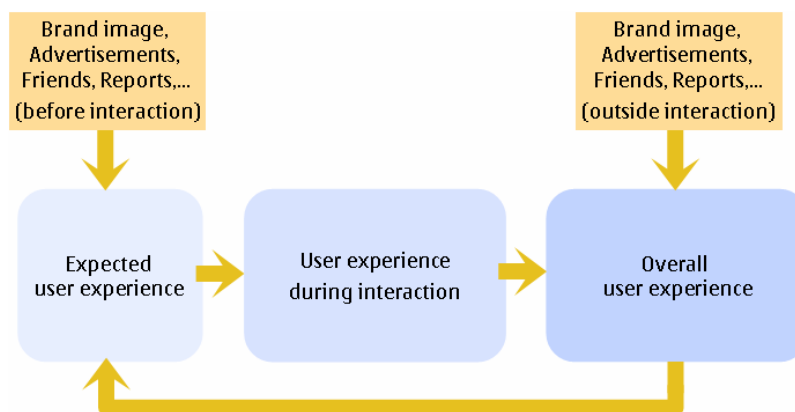 Brand image,
Advertisements,
Friends, Reports,...
(before interaction)
Brand image,
Advertisements,
Friends, Reports,...
(outside interaction)
Expected
user experience
User experience
during interaction
Overall
user experience